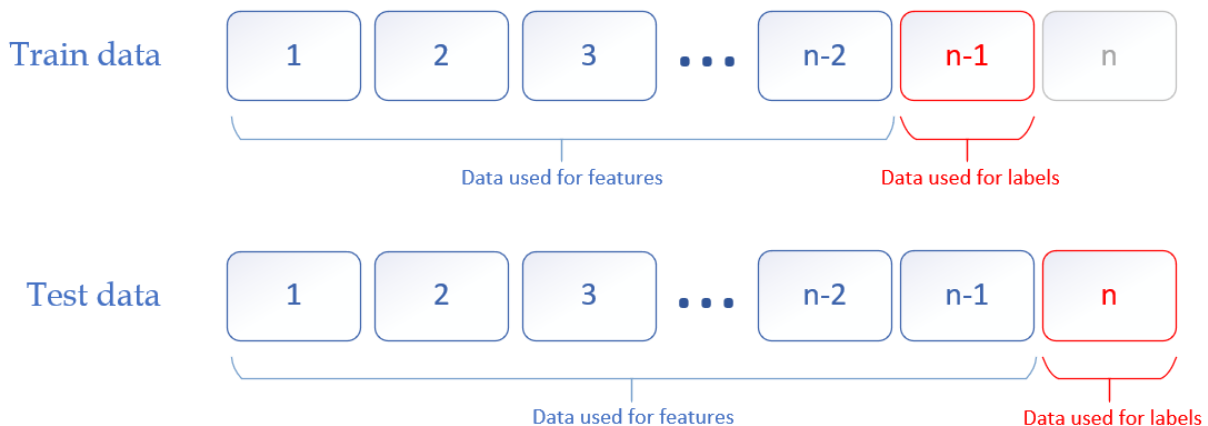 Train data 1 2 3 ... n-2 n-1 n
Data used for features Data used for labels
Test data 1 2 3 ... n-2 n-1 n
Data used for features Data used for labels